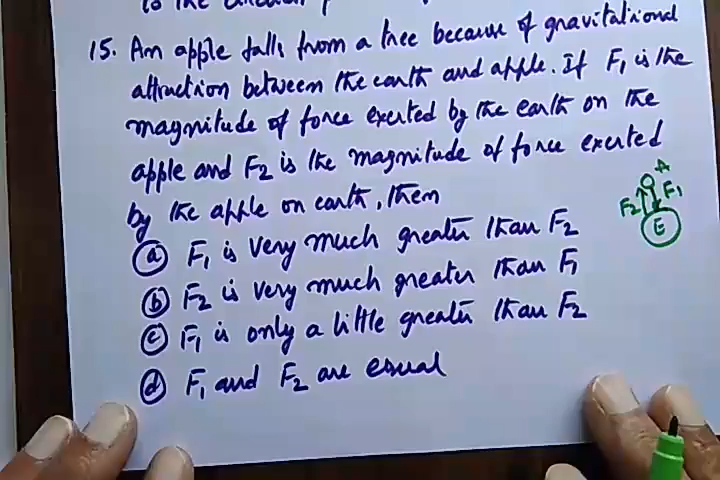 to the
15. An apple falls from a tree because of gravitational
attraction between the earth and apple. If F1 is the
magnitude of force exerted by the earth on the
apple and F2 is the magnitude of force exerted
by the apple on earth, then
(a) F1 is very much greater than F2
(b) F2 is very much greater than F1
(c) F1 is only a little greater than F2
(d) F1 and F2 are equal
A
F2 F1
E